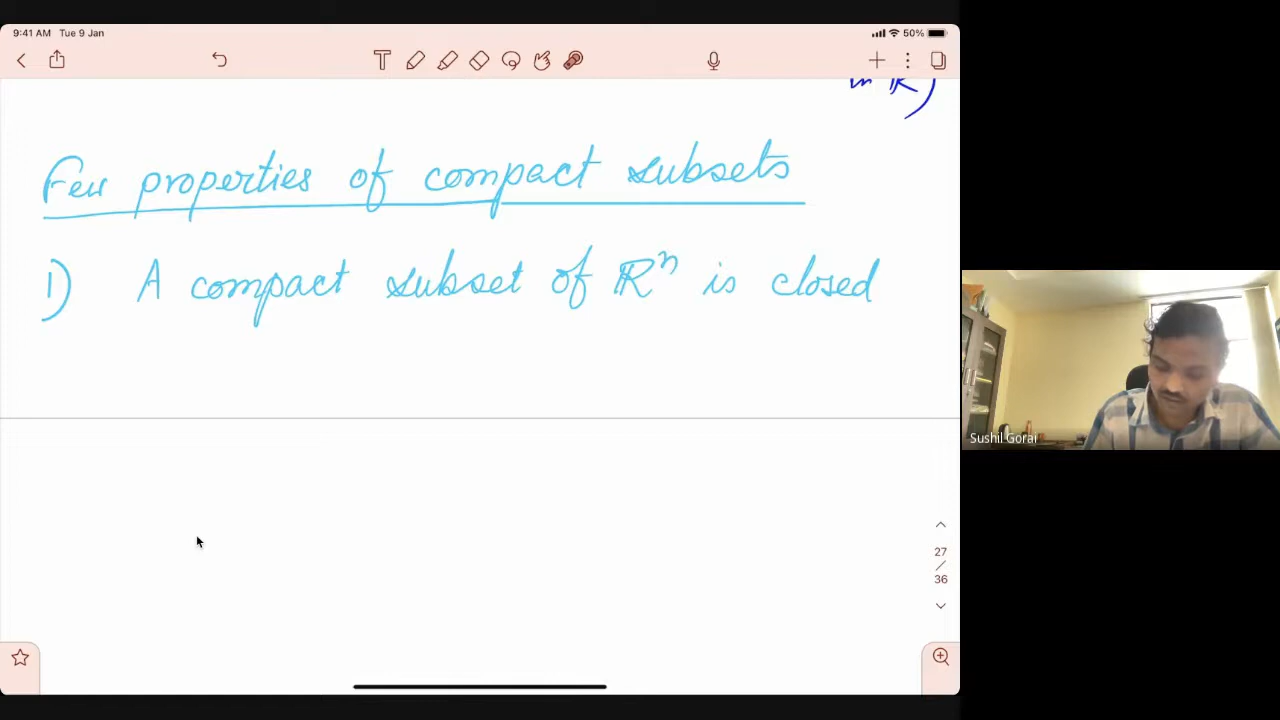 9:41 AM Tue 9 Jan
50%
in R)
Few properties of compact subsets
1) A compact subset of ℝⁿ is closed
Sushil Gorai
27
/
36